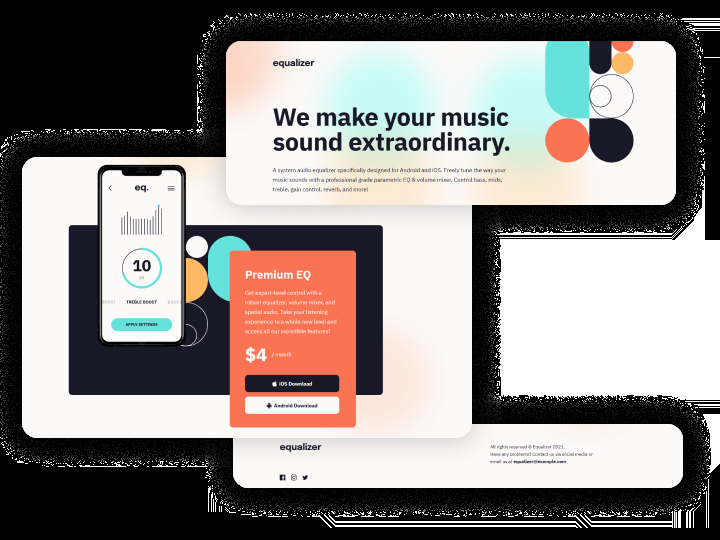 equalizer
We make your music
sound extraordinary.
A system audio equalizer specifically designed for Android and iOS. Freely tune the way your
music sounds with a professional grade parametric EQ & volume mixer. Control bass, mids,
treble, gain control, reverb, and more!
eq.
10
TREBLE BOOST
APPLY SETTINGS
Premium EQ
Get expert-level control with a
robust equalizer, volume mixer, and
spatial audio. Take your listening
experience to a whole new level and
access all our incredible features!
$4 / month
iOS Download
Android Download
equalizer
All rights reserved © Equalizer 2021
Have any problems? Contact us via social media or
email us at equalizer@example.com